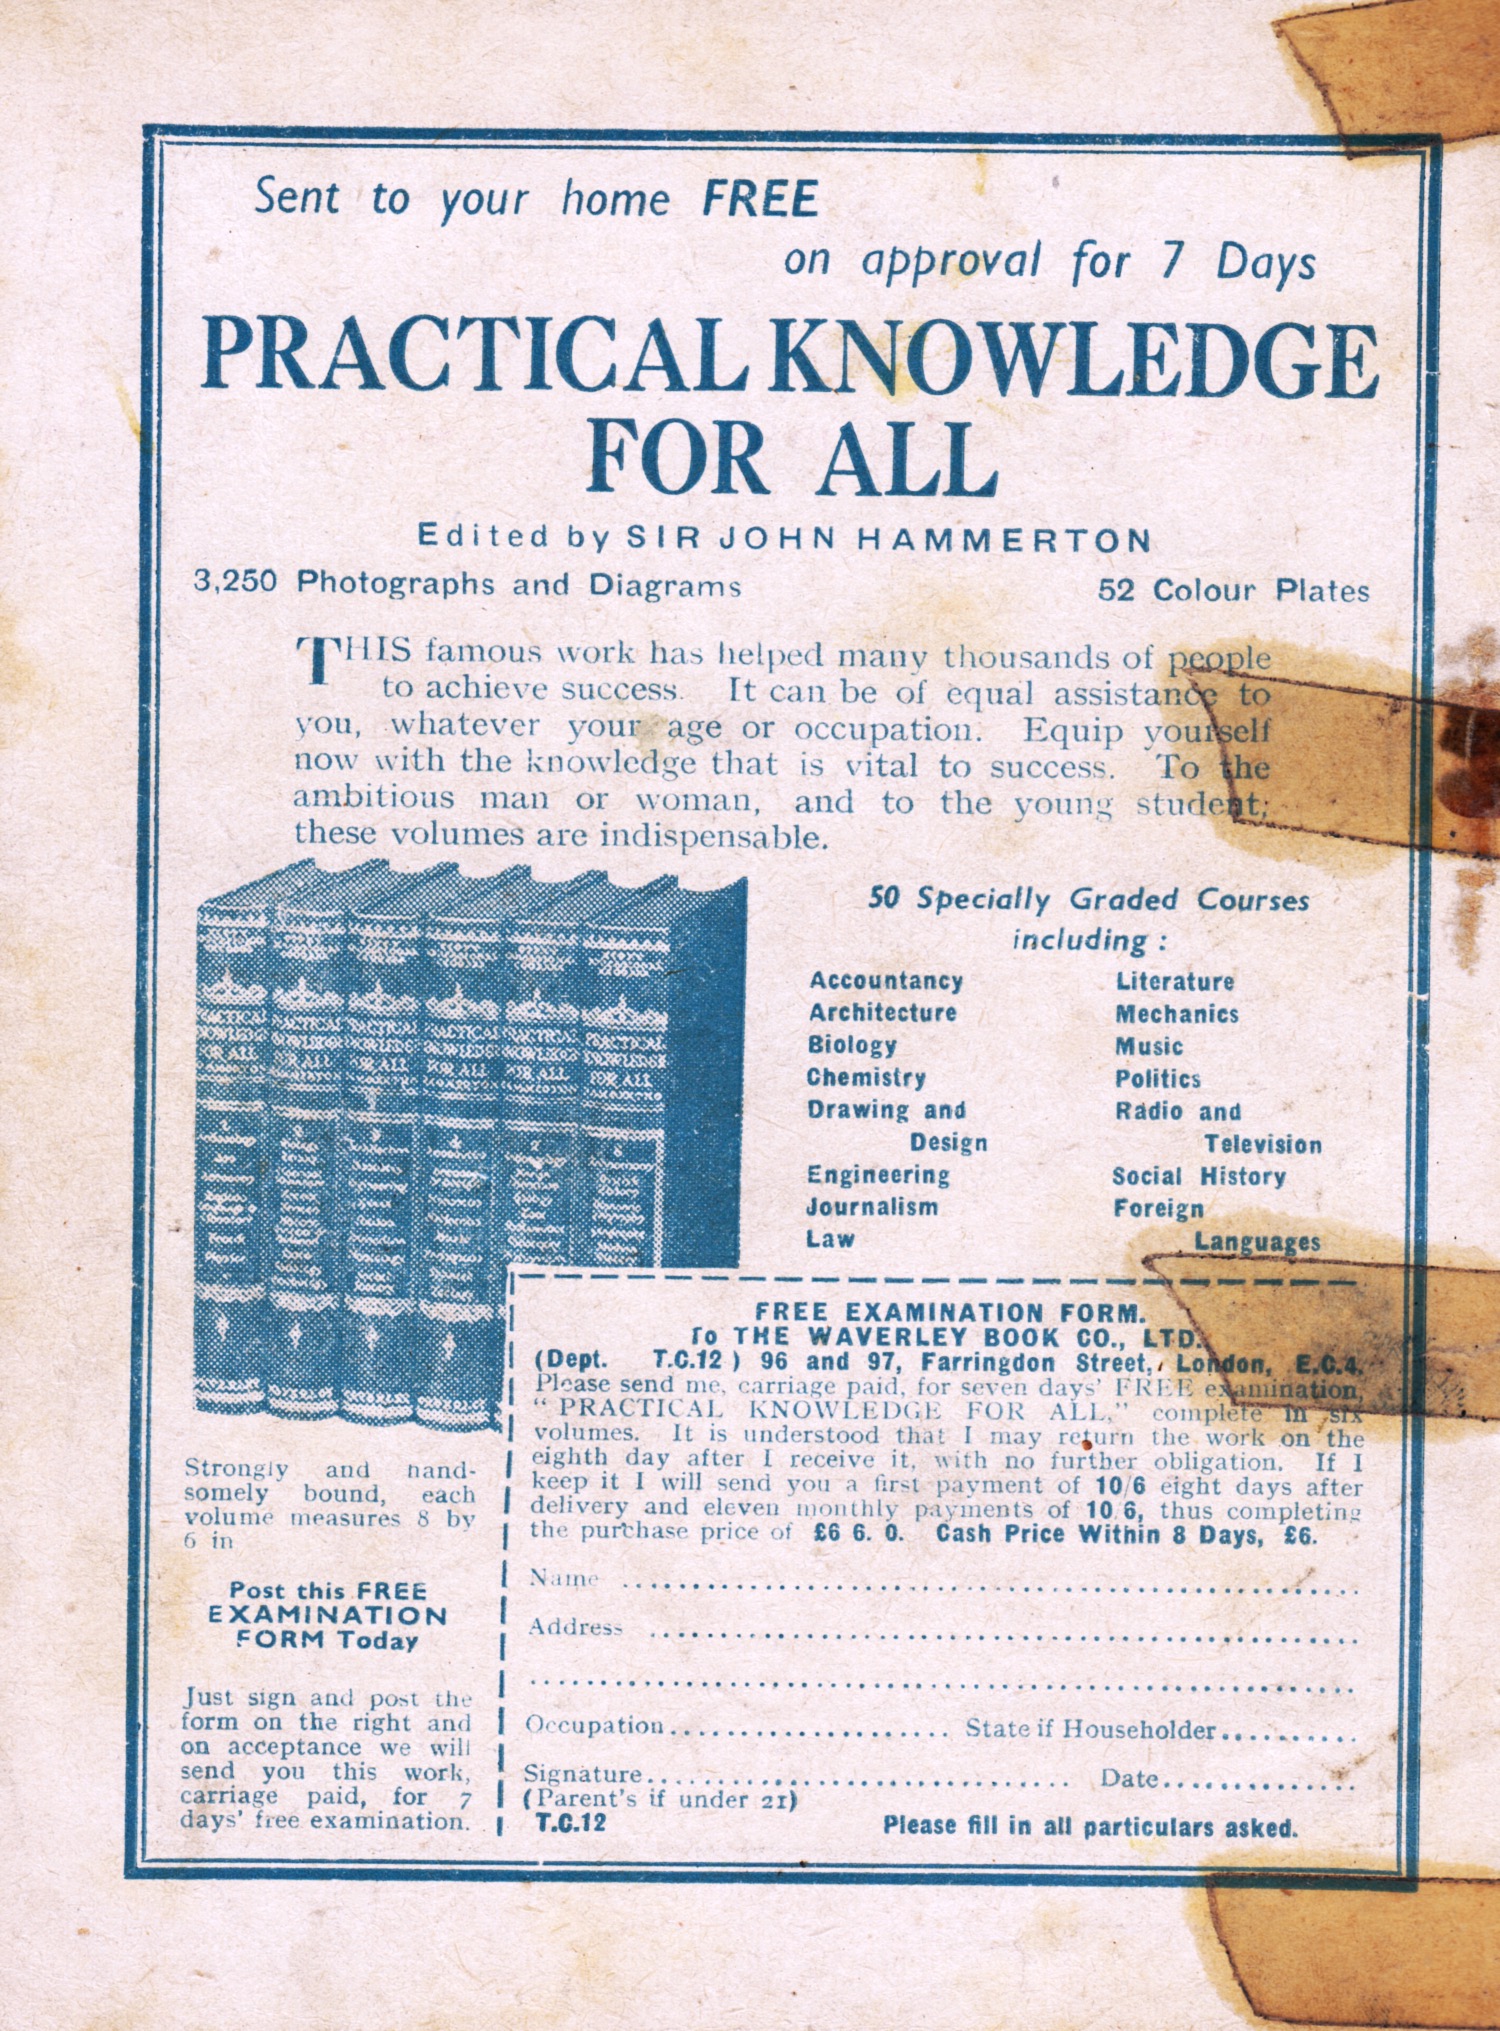 Sent to your home FREE
on approval for 7 Days
PRACTICAL KNOWLEDGE
FOR ALL
Edited by SIR JOHN HAMMERTON
3,250 Photographs and Diagrams 52 Colour Plates
THIS famous work has helped many thousands of people
to achieve success. It can be of equal assistance to
you, whatever your age or occupation. Equip yourself
now with the knowledge that is vital to success. To the
ambitious man or woman, and to the young student,
these volumes are indispensable.
50 Specially Graded Courses
including :
Accountancy
Architecture
Biology
Chemistry
Drawing and
Design
Engineering
Journalism
Law
Literature
Mechanics
Music
Politics
Radio and
Television
Social History
Foreign
Languages
PRACTICAL
FOR ALL
Strongly and hand-
somely bound, each
volume measures 8 by
6 in
Post this FREE
EXAMINATION
FORM Today
Just sign and post the
form on the right and
on acceptance we will
send you this work,
carriage paid, for 7
days' free examination.
FREE EXAMINATION FORM.
To THE WAVERLEY BOOK CO., LTD.
(Dept. T.C.12 ) 96 and 97, Farringdon Street, London, E.C.4.
Please send me, carriage paid, for seven days' FREE examination,
" PRACTICAL KNOWLEDGE FOR ALL," complete in six
volumes. It is understood that I may return the work on the
eighth day after I receive it, with no further obligation. If I
keep it I will send you a first payment of 10/6 eight days after
delivery and eleven monthly payments of 10 6, thus completing
the purchase price of £6 6. 0. Cash Price Within 8 Days, £6.
Name ..........
Address ..........
..........
Occupation.......... State if Householder..........
Signature.......... Date..........
(Parent's if under 21)
T.C.12 Please fill in all particulars asked.